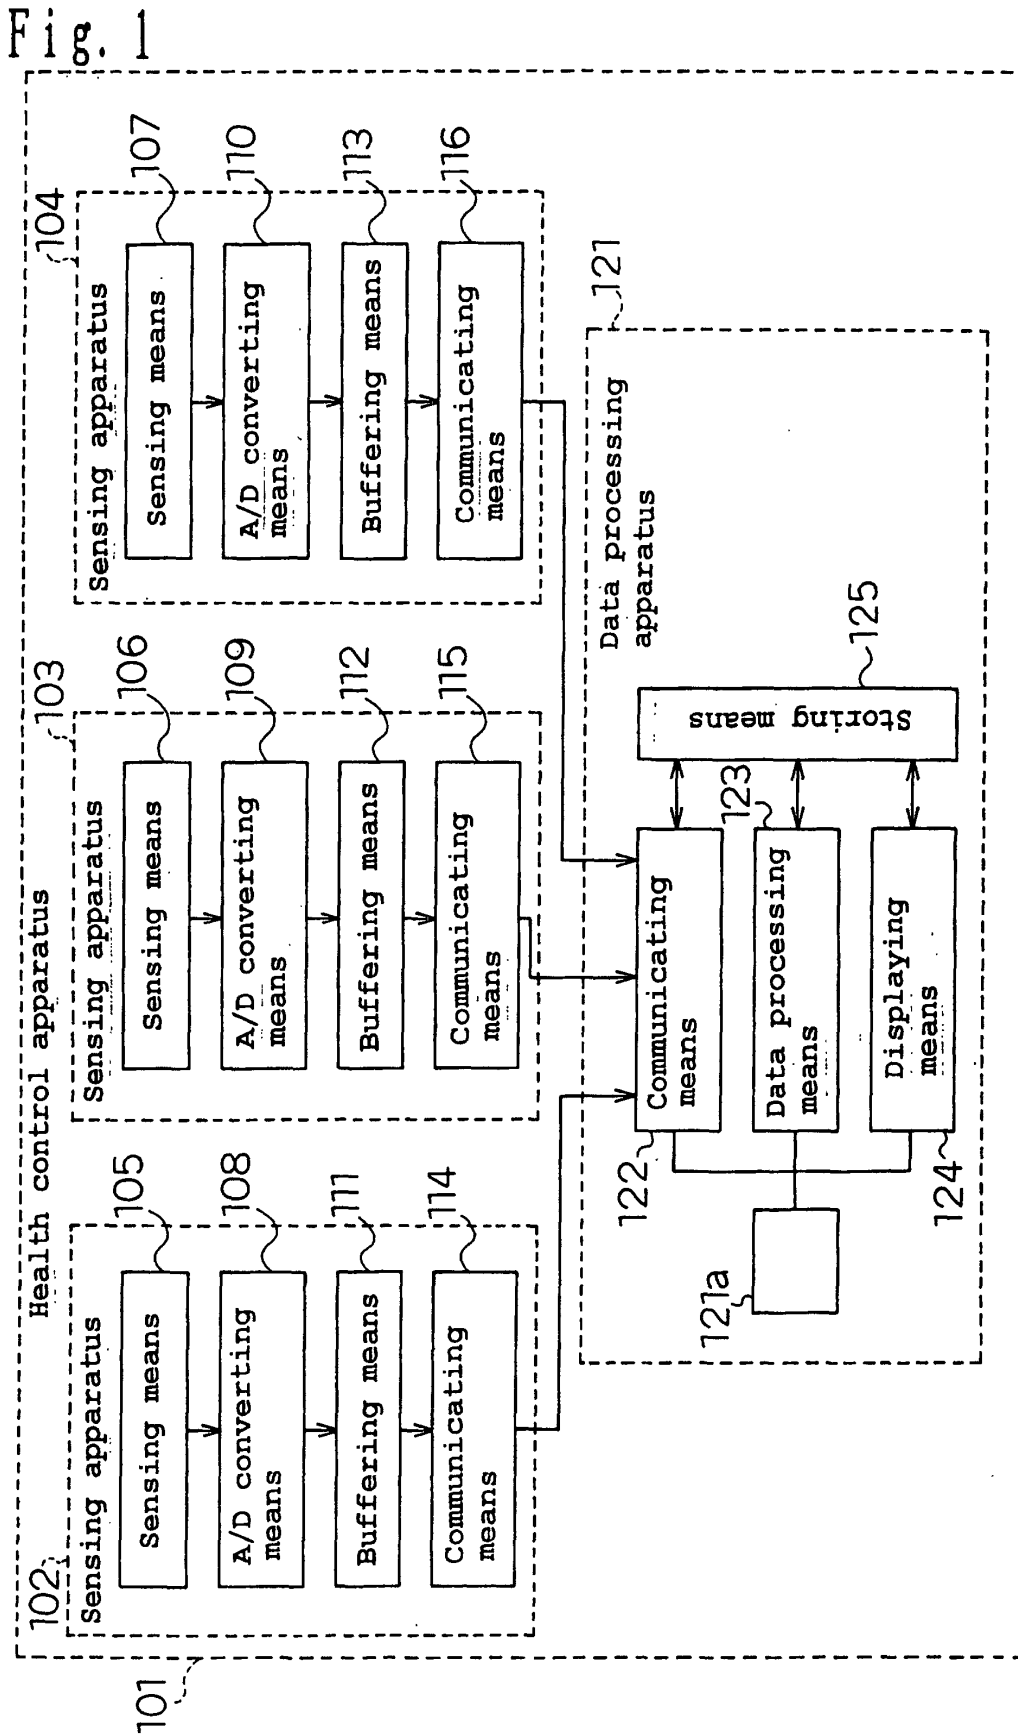 Fig. 1
101
Health control apparatus
102
Sensing apparatus
105
Sensing means
108
A/D converting
means
111
Buffering means
114
Communicating
means
103
Sensing apparatus
106
Sensing means
109
A/D converting
means
112
Buffering means
115
Communicating
means
104
Sensing apparatus
107
Sensing means
110
A/D converting
means
113
Buffering means
116
Communicating
means
121
Data processing
apparatus
121a
122
Communicating
means
123
Data processing
means
124
Displaying
means
125
Storing means